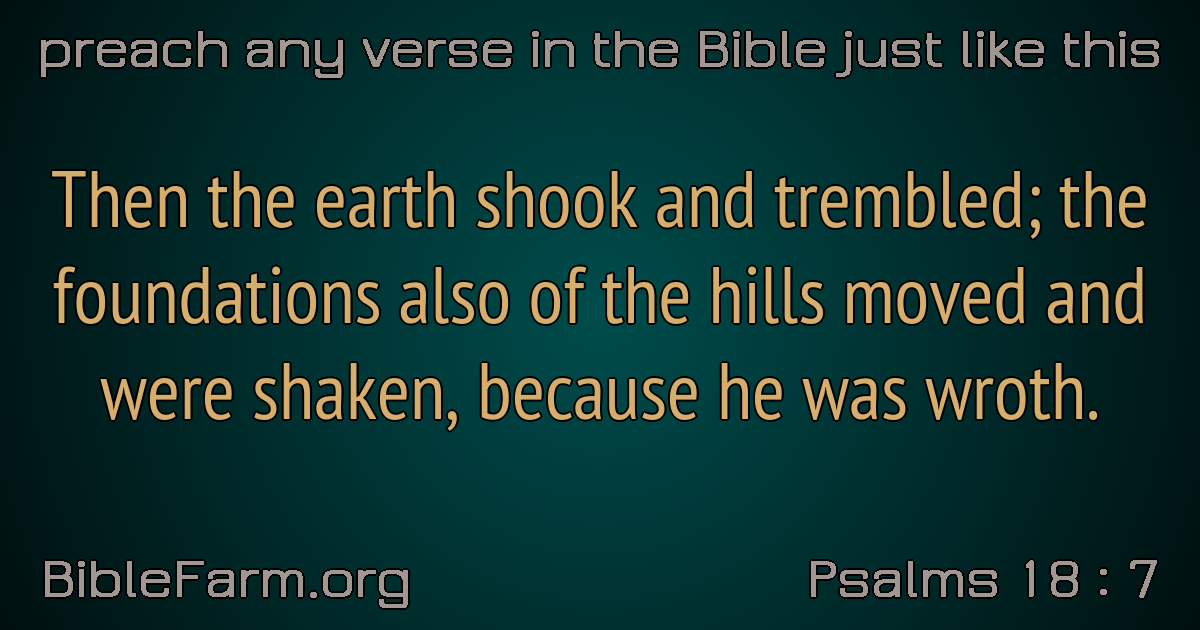 preach any verse in the Bible just like this
Then the earth shook and trembled; the
foundations also of the hills moved and
were shaken, because he was wroth.
BibleFarm.org
Psalms 18 : 7